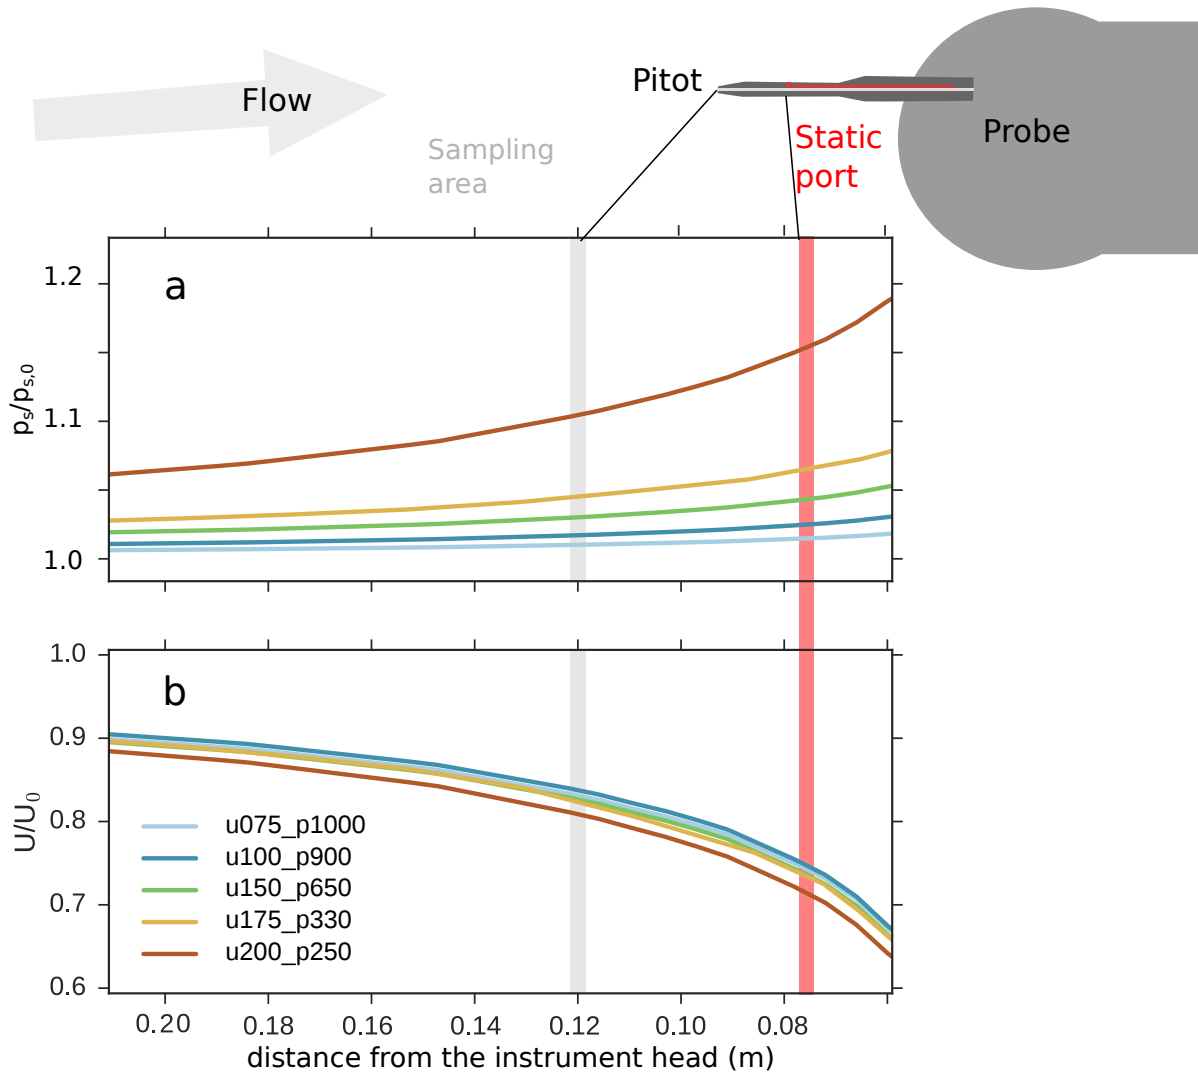 Flow
Pitot
Sampling
area
Static
port
Probe
a
1.2
1.1
1.0
pₛ/pₛ,₀
b
1.0
0.9
0.8
0.7
0.6
U/U₀
u075_p1000
u100_p900
u150_p650
u175_p330
u200_p250
0.20 0.18 0.16 0.14 0.12 0.10 0.08
distance from the instrument head (m)